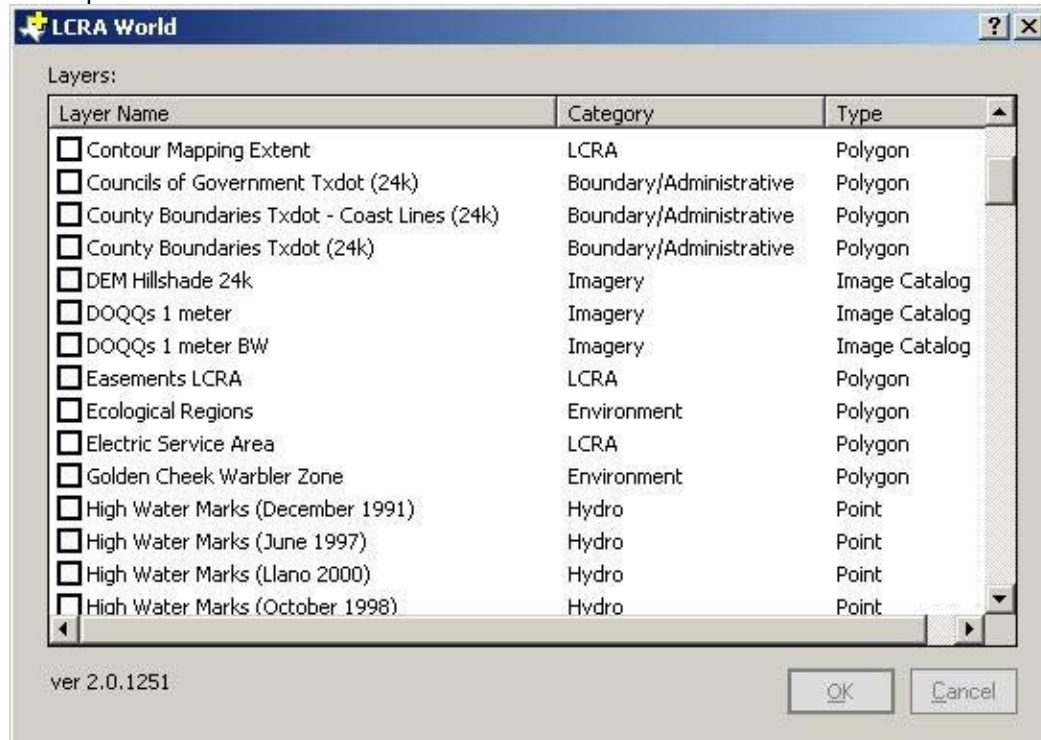 LCRA World
Layers:
Layer Name Category Type
Contour Mapping Extent LCRA Polygon
Councils of Government Txdot (24k) Boundary/Administrative Polygon
County Boundaries Txdot - Coast Lines (24k) Boundary/Administrative Polygon
County Boundaries Txdot (24k) Boundary/Administrative Polygon
DEM Hillshade 24k Imagery Image Catalog
DOQQs 1 meter Imagery Image Catalog
DOQQs 1 meter BW Imagery Image Catalog
Easements LCRA LCRA Polygon
Ecological Regions Environment Polygon
Electric Service Area LCRA Polygon
Golden Cheek Warbler Zone Environment Polygon
High Water Marks (December 1991) Hydro Point
High Water Marks (June 1997) Hydro Point
High Water Marks (Llano 2000) Hydro Point
High Water Marks (October 1998) Hydro Point
ver 2.0.1251
OK Cancel